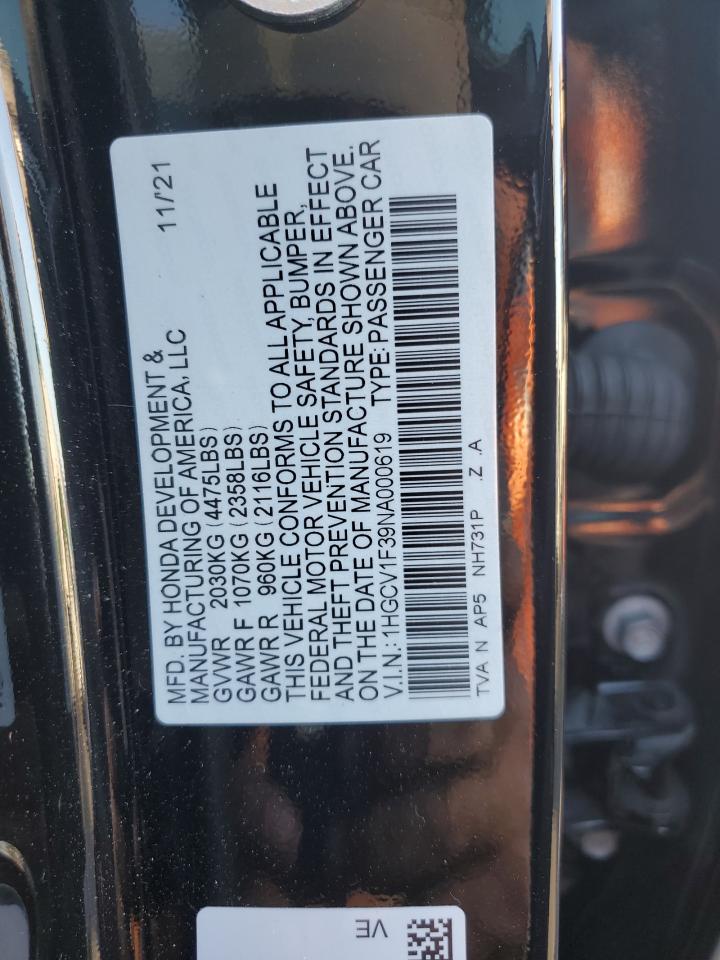 MFD. BY HONDA DEVELOPMENT & 11/'21
MANUFACTURING OF AMERICA, LLC
GVWR 2030KG (4475LBS)
GAWR F 1070KG (2358LBS)
GAWR R 960KG (2116LBS)
THIS VEHICLE CONFORMS TO ALL APPLICABLE
FEDERAL MOTOR VEHICLE SAFETY, BUMPER,
AND THEFT PREVENTION STANDARDS IN EFFECT
ON THE DATE OF MANUFACTURE SHOWN ABOVE.
V.I.N.: 1HGCV1F39NA000619 TYPE: PASSENGER CAR
TVA N AP5 NH731P .Z .A
VE